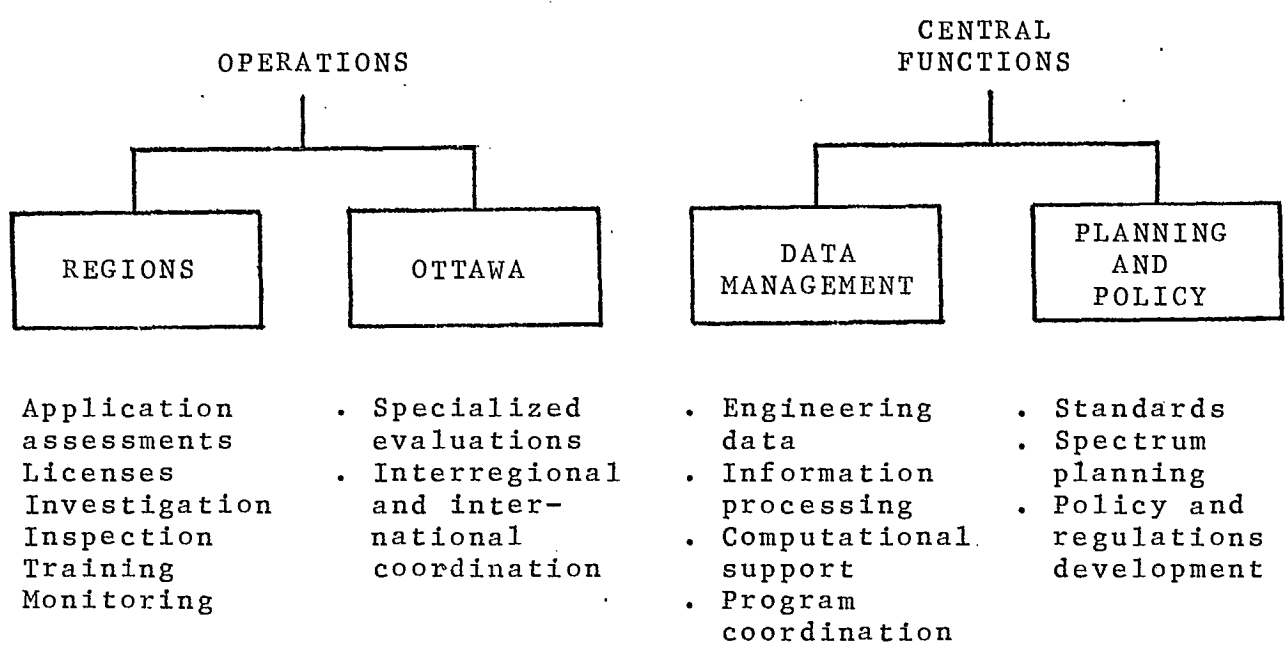 OPERATIONS
CENTRAL
FUNCTIONS
REGIONS
OTTAWA
DATA
MANAGEMENT
PLANNING
AND
POLICY
Application
assessments
Licenses
Investigation
Inspection
Training
Monitoring
. Specialized
evaluations
. Interregional
and inter-
national
coordination
. Engineering
data
. Information
processing
. Computational
support
. Program
coordination
. Standards
. Spectrum
planning
. Policy and
regulations
development